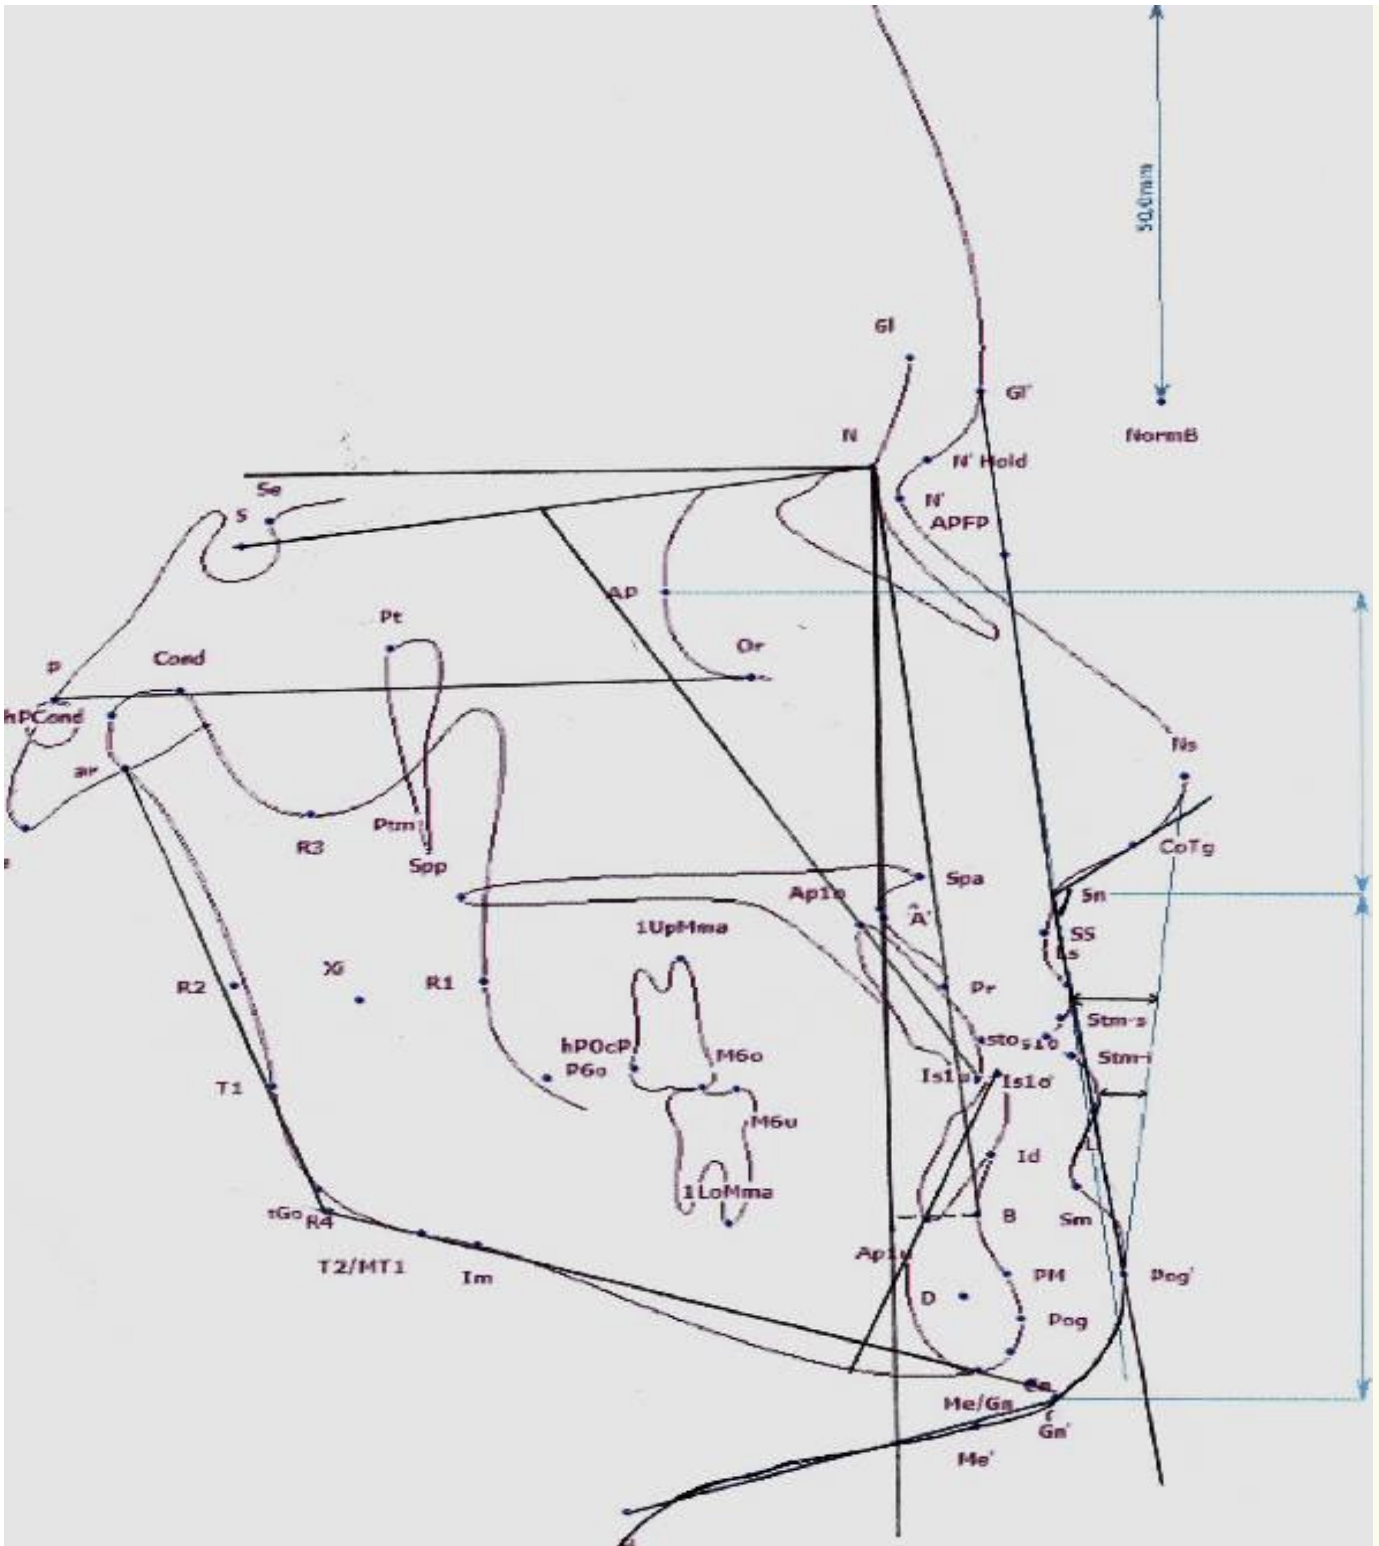 50,0mm
Gl
Gl'
NormB
N
N' Hold
Se
S
N'
APFP
AP
Pt
Or
P
Cond
hPCond
Ns
ar
R3
Ptm
CoTg
Spp
Spa
Ap1o
Sn
A'
1UpMma
SS
Ls
Xi
R2
R1
Pr
Stm-s
sto
hPOcP
M6o
Stm-i
P6o
Is1u
Is1o
T1
M6u
Id
1LoMma
tGo
R4
B
Sm
Ap1u
T2/MT1
Im
PM
Pog'
D
Pog
Me/Gn
Gn'
Me'